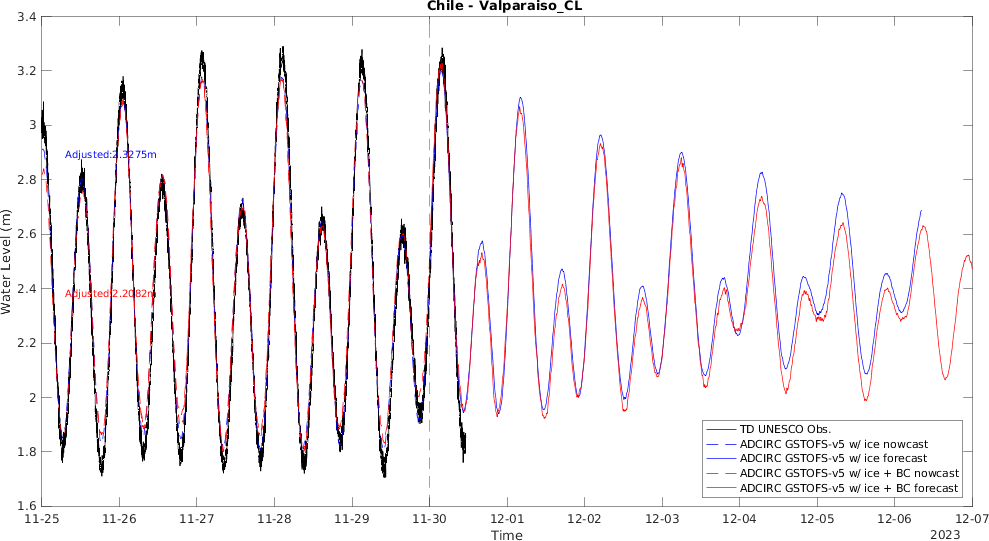 Chile - Valparaiso_CL
3.4
3.2
3
2.8
2.6
2.4
2.2
2
1.8
1.6
Water Level (m)
Adjusted:2.3275m
Adjusted:2.2082m
TD UNESCO Obs.
ADCIRC GSTOFS-v5 w/ ice nowcast
ADCIRC GSTOFS-v5 w/ ice forecast
ADCIRC GSTOFS-v5 w/ ice + BC nowcast
ADCIRC GSTOFS-v5 w/ ice + BC forecast
11-25 11-26 11-27 11-28 11-29 11-30 12-01 12-02 12-03 12-04 12-05 12-06 12-07
Time
2023